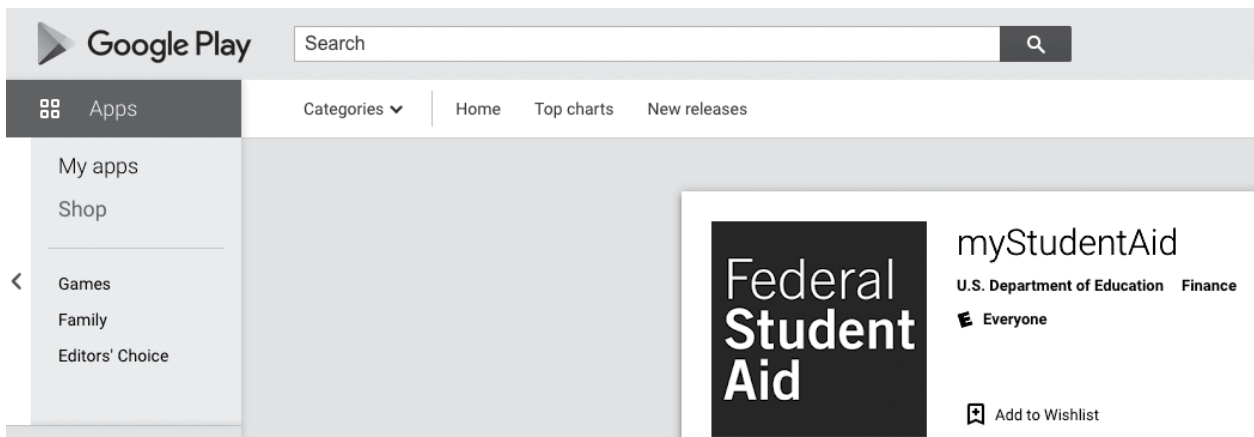 Google Play
Search
Apps
Categories
Home
Top charts
New releases
My apps
Shop
Games
Family
Editors' Choice
Federal
Student
Aid
myStudentAid
U.S. Department of Education Finance
E Everyone
Add to Wishlist